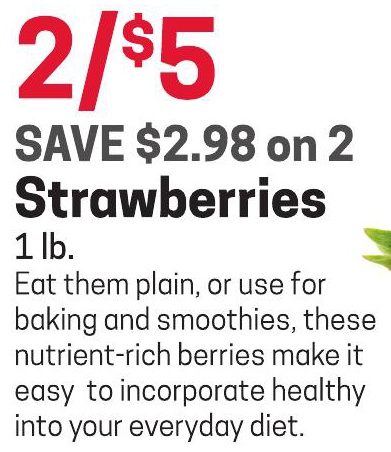 2/$5
SAVE $2.98 on 2
Strawberries
1 lb.
Eat them plain, or use for
baking and smoothies, these
nutrient-rich berries make it
easy  to incorporate healthy
into your everyday diet.